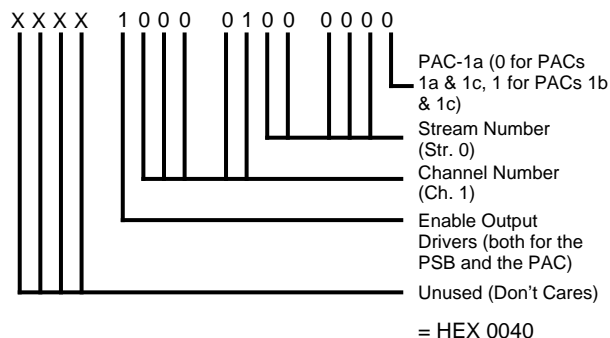 X X X X 1 0 0 0 0 1 0 0 0 0 0 0
PAC-1a (0 for PACs
1a & 1c, 1 for PACs 1b
& 1c)
Stream Number
(Str. 0)
Channel Number
(Ch. 1)
Enable Output
Drivers (both for the
PSB and the PAC)
Unused (Don't Cares)
= HEX 0040